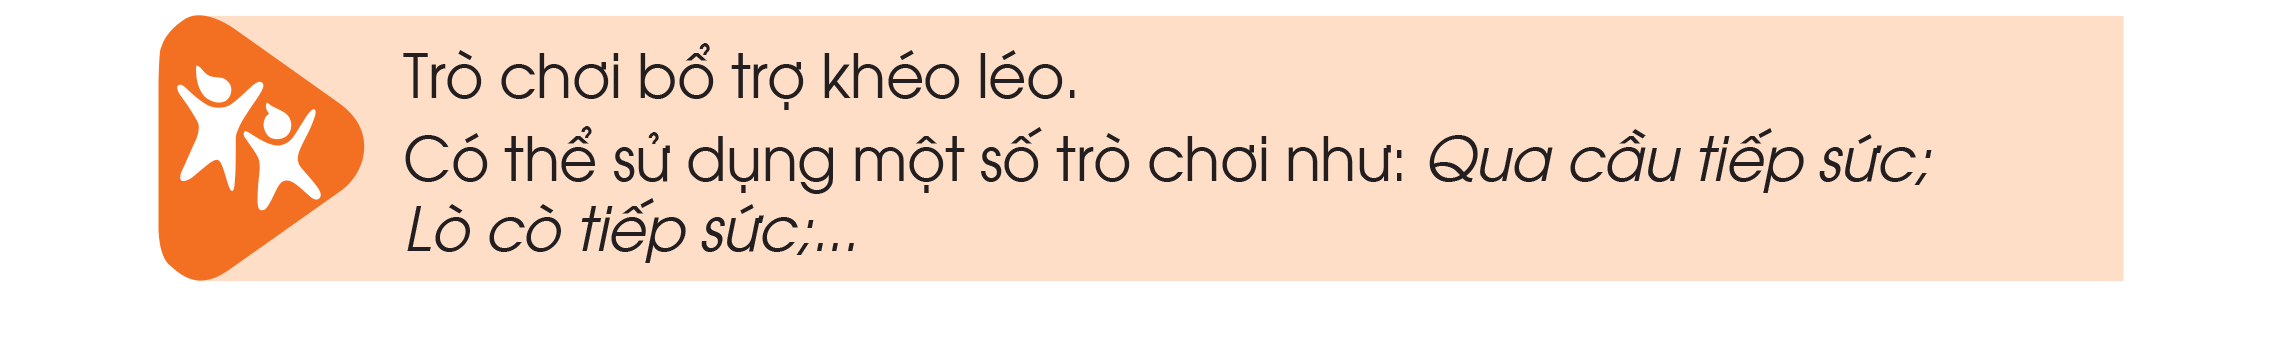 Trò chơi bổ trợ khéo léo.
Có thể sử dụng một số trò chơi như: Qua cầu tiếp sức;
Lò cò tiếp sức;...